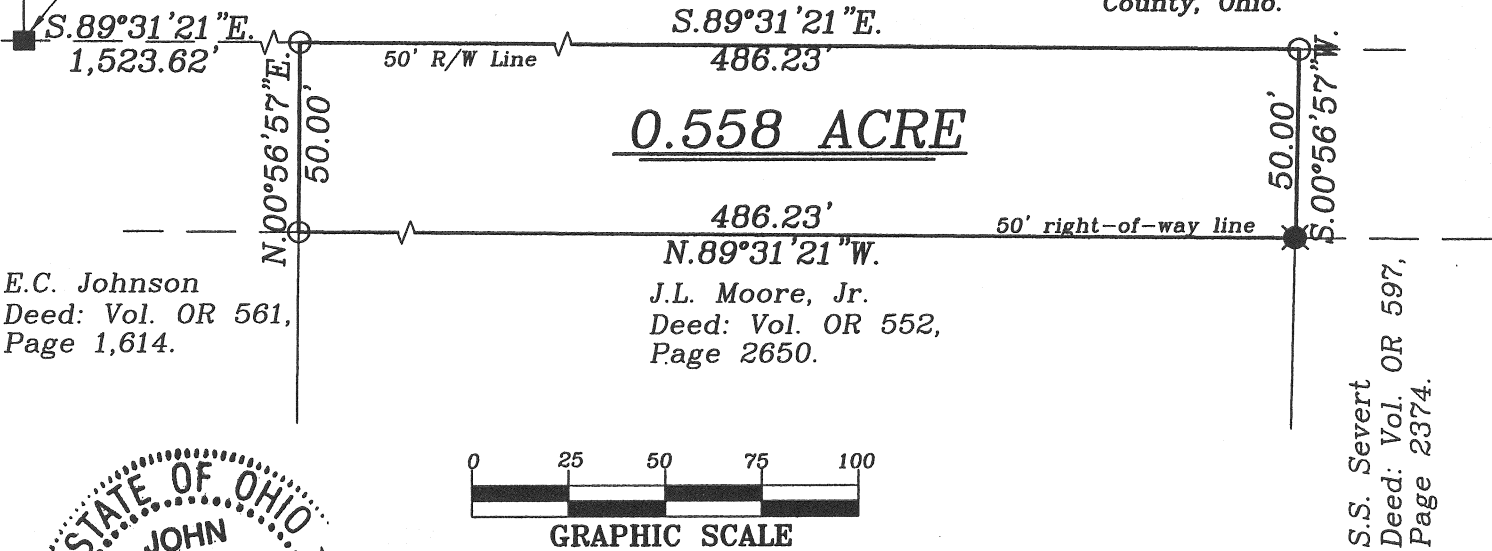 County, Ohio.
S.89°31'21"E.
1,523.62'
S.89°31'21"E.
486.23'
50' R/W Line
N.00°56'57"E.
50.00'
0.558 ACRE
50.00'
S.00°56'57"W.
486.23'
N.89°31'21"W.
50' right-of-way line
E.C. Johnson
Deed: Vol. OR 561,
Page 1,614.
J.L. Moore, Jr.
Deed: Vol. OR 552,
Page 2650.
S.S. Severt
Deed: Vol. OR 597,
Page 2374.
0 25 50 75 100
GRAPHIC SCALE
STATE OF OHIO
JOHN